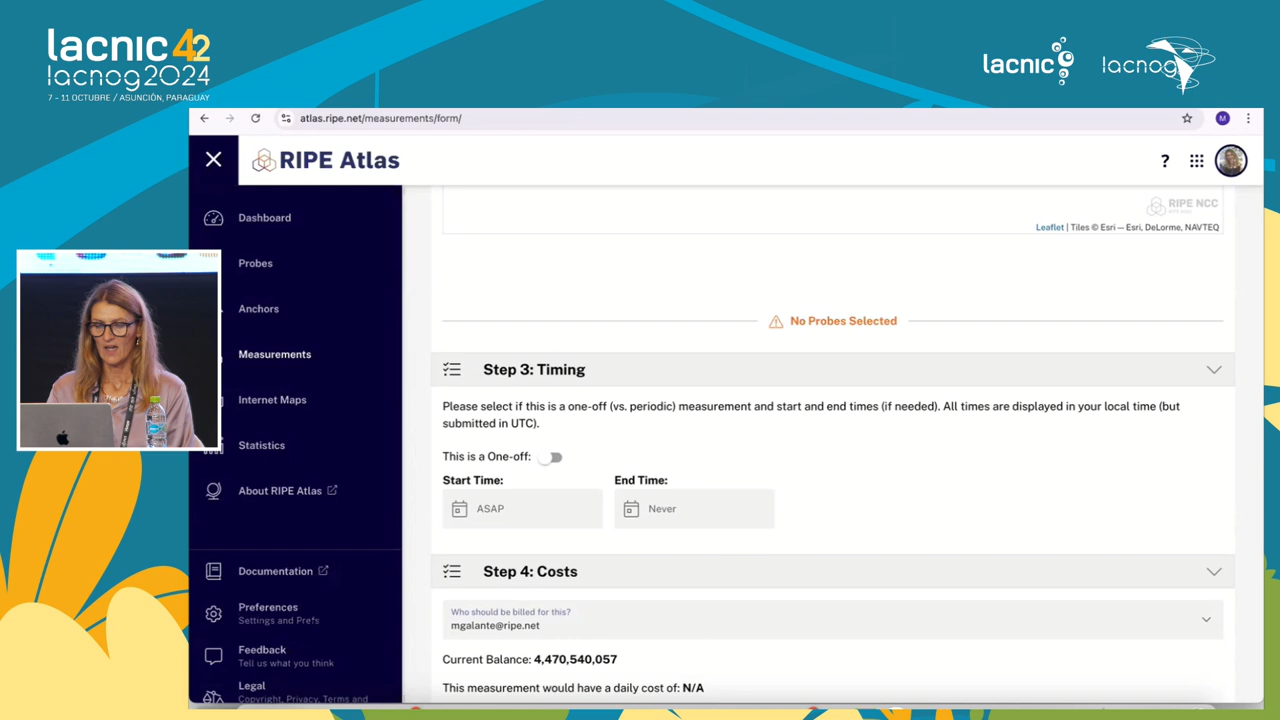 lacnic 42
lacnog2024
7 - 11 OCTUBRE / ASUNCIÓN, PARAGUAY
lacnic
lacnog
atlas.ripe.net/measurements/form/
M
RIPE Atlas
?
Dashboard
Probes
Anchors
Measurements
Internet Maps
Statistics
About RIPE Atlas
Documentation
Preferences
Settings and Prefs
Feedback
Tell us what you think
Legal
Copyright, Privacy, Terms and
RIPE NCC
Leaflet | Tiles © Esri — Esri, DeLorme, NAVTEQ
No Probes Selected
Step 3: Timing
Please select if this is a one-off (vs. periodic) measurement and start and end times (if needed). All times are displayed in your local time (but
submitted in UTC).
This is a One-off:
Start Time:
End Time:
ASAP
Never
Step 4: Costs
Who should be billed for this?
mgalante@ripe.net
Current Balance: 4,470,540,057
This measurement would have a daily cost of: N/A